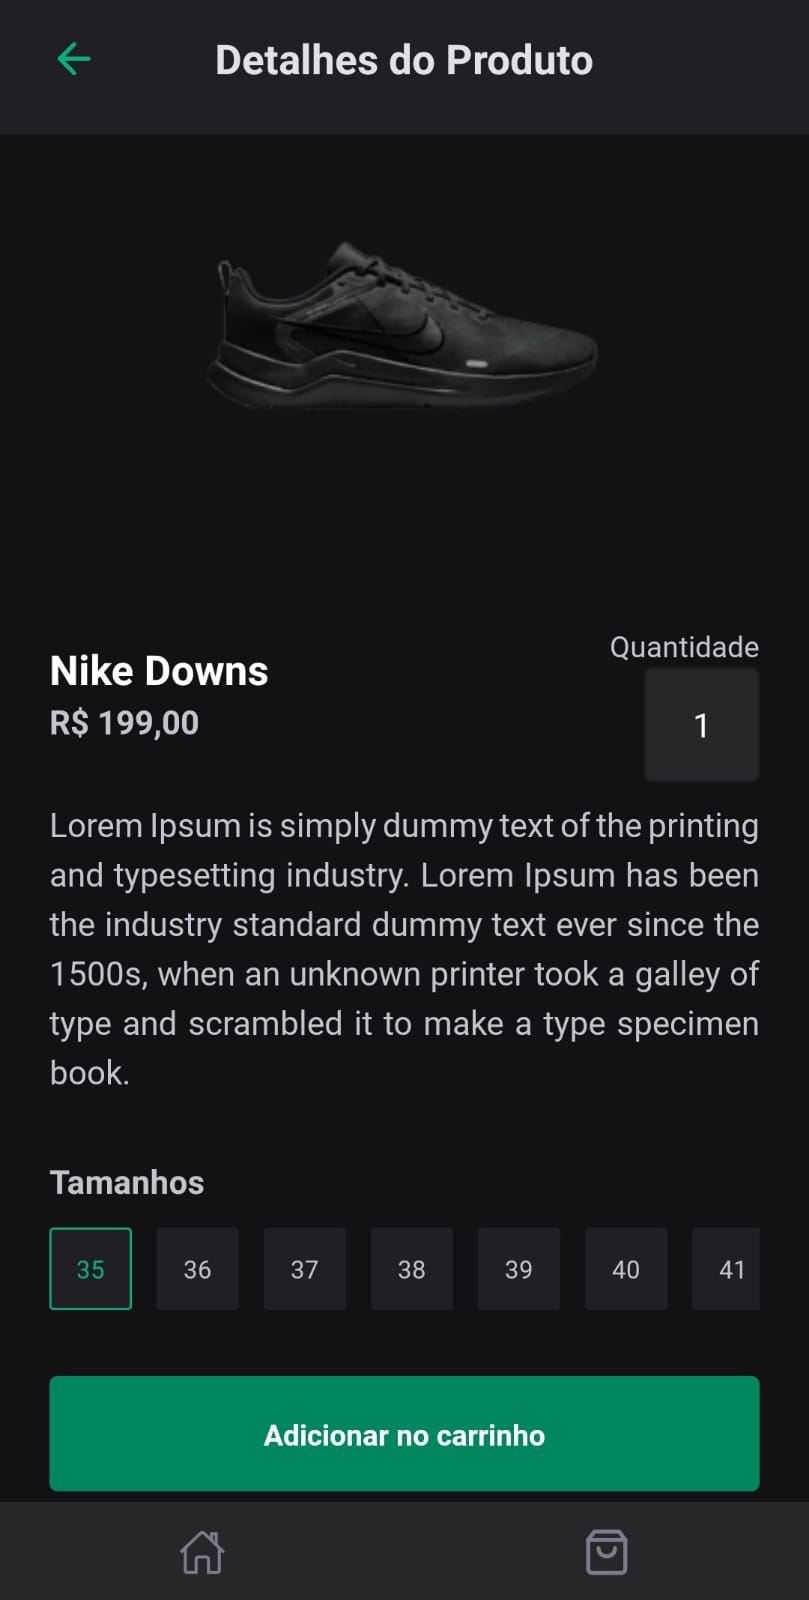 Detalhes do Produto
Quantidade
Nike Downs
R$ 199,00
1
Lorem Ipsum is simply dummy text of the printing
and typesetting industry. Lorem Ipsum has been
the industry standard dummy text ever since the
1500s, when an unknown printer took a galley of
type and scrambled it to make a type specimen
book.
Tamanhos
35 36 37 38 39 40 41
Adicionar no carrinho